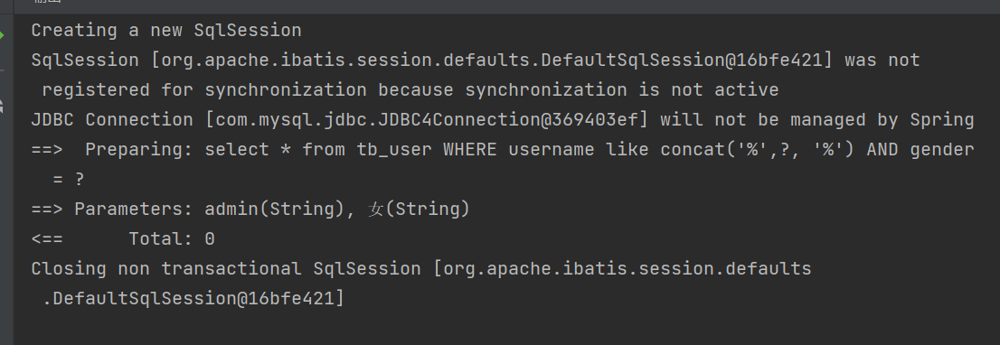 Creating a new SqlSession
SqlSession [org.apache.ibatis.session.defaults.DefaultSqlSession@16bfe421] was not
registered for synchronization because synchronization is not active
JDBC Connection [com.mysql.jdbc.JDBC4Connection@369403ef] will not be managed by Spring
==>  Preparing: select * from tb_user WHERE username like concat('%',?, '%') AND gender
= ?
==> Parameters: admin(String), 女(String)
<==      Total: 0
Closing non transactional SqlSession [org.apache.ibatis.session.defaults
.DefaultSqlSession@16bfe421]